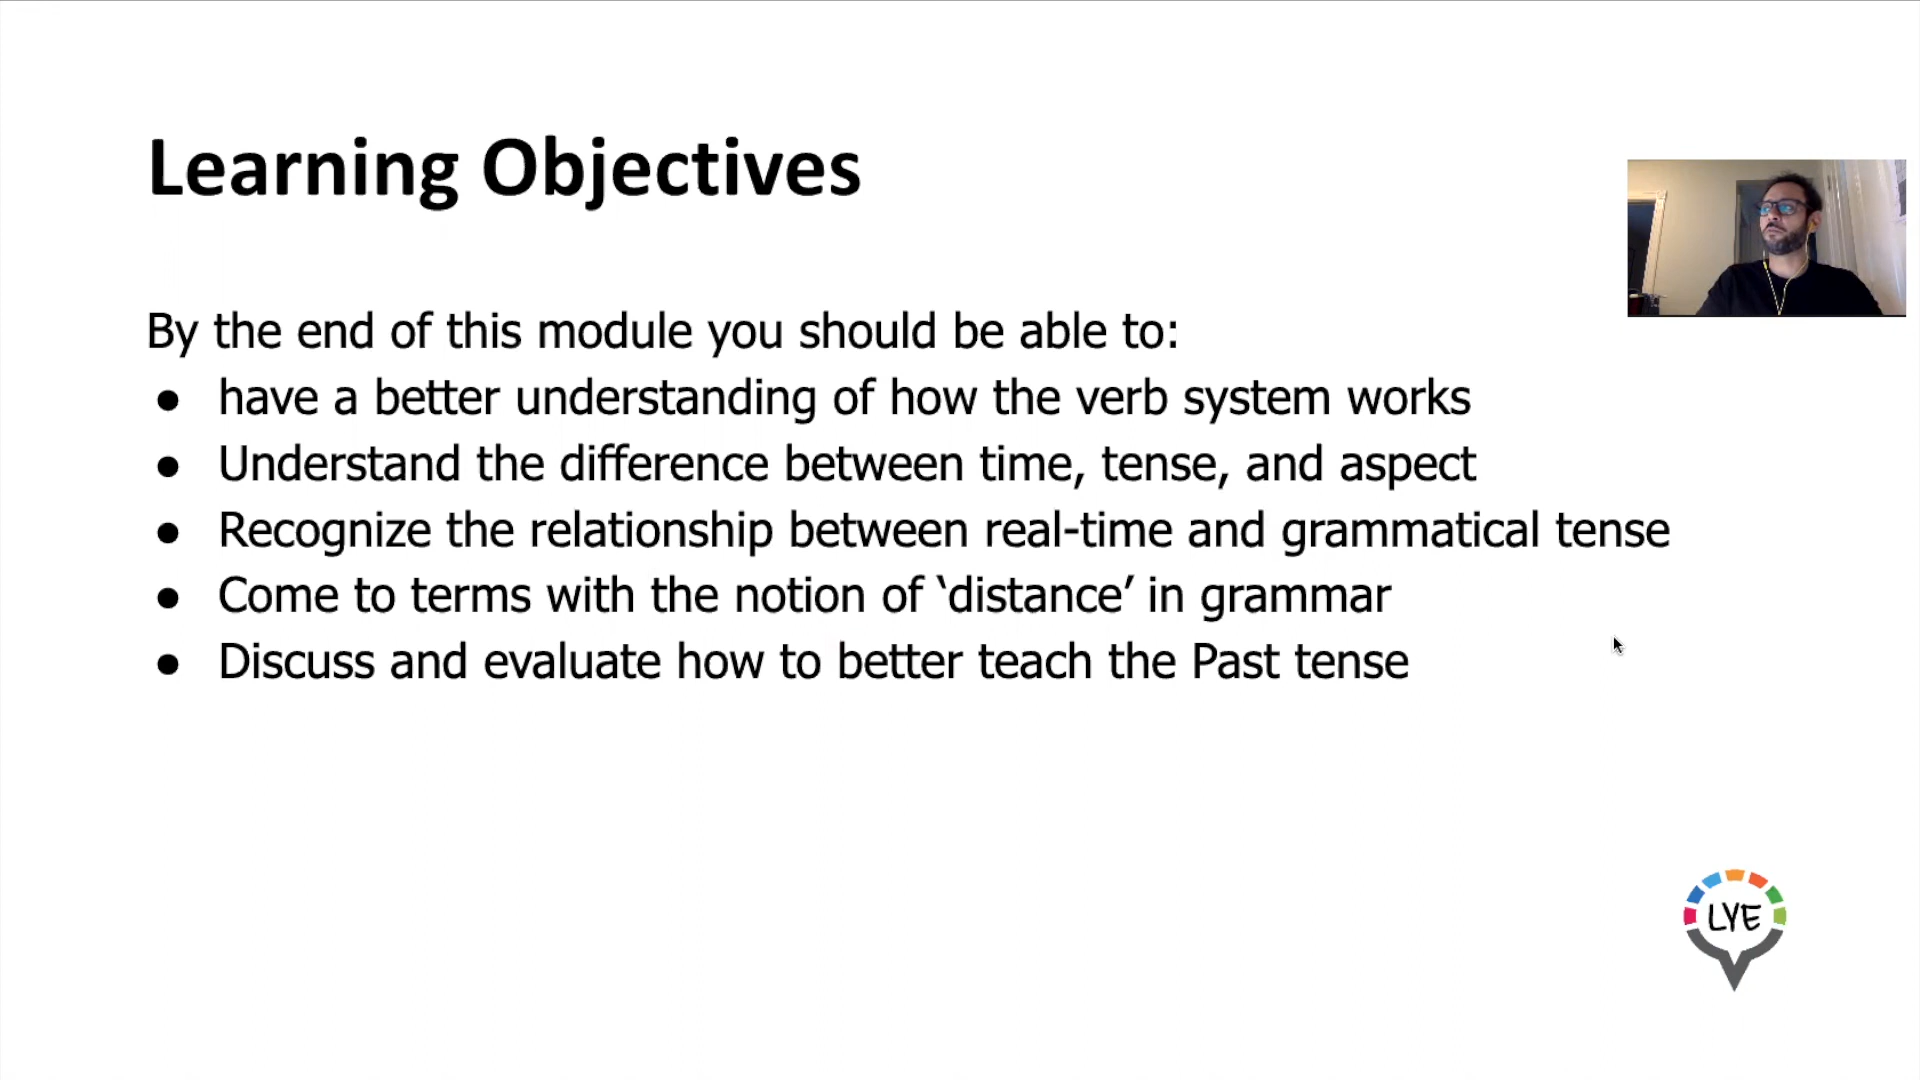 Learning Objectives
By the end of this module you should be able to:
● have a better understanding of how the verb system works
● Understand the difference between time, tense, and aspect
● Recognize the relationship between real-time and grammatical tense
● Come to terms with the notion of ‘distance’ in grammar
● Discuss and evaluate how to better teach the Past tense
LYE